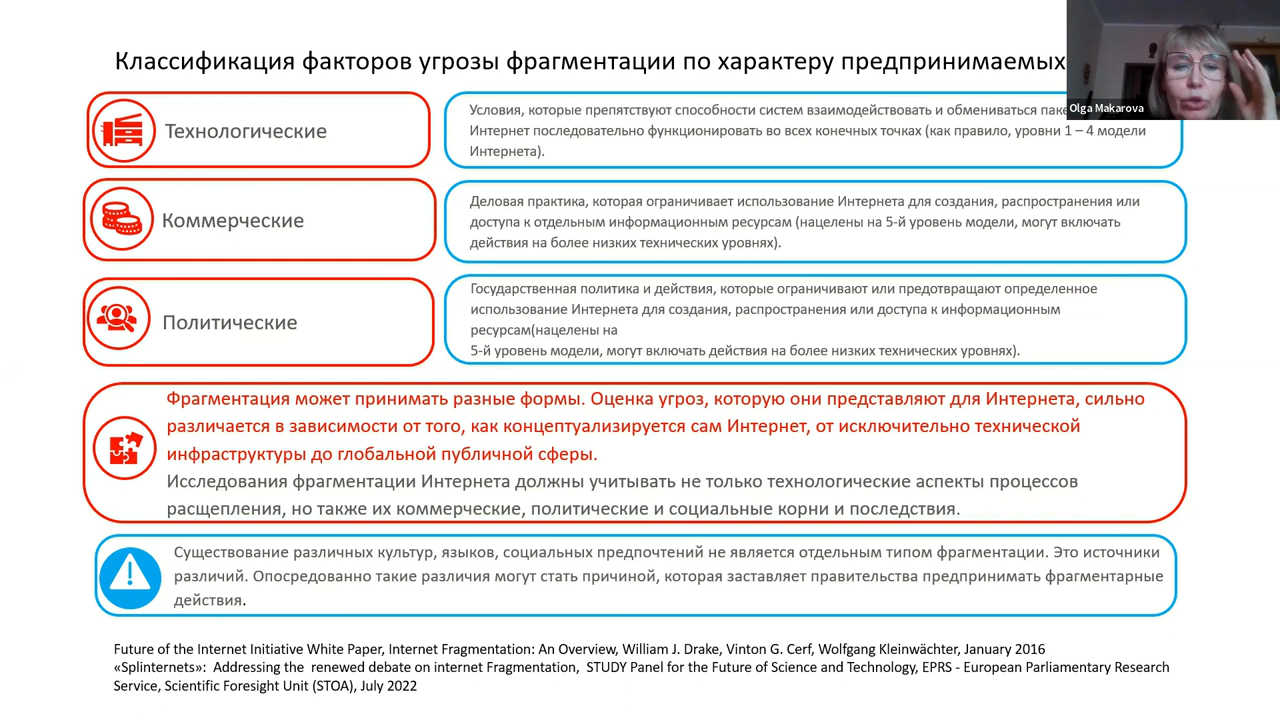 Классификация факторов угрозы фрагментации по характеру предпринимаемых
Olga Makarova
Технологические
Условия, которые препятствуют способности систем взаимодействовать и обмениваться
Интернет последовательно функционировать во всех конечных точках (как правило, уровни 1 – 4 модели
Интернета).
Коммерческие
Деловая практика, которая ограничивает использование Интернета для создания, распространения или
доступа к отдельным информационным ресурсам (нацелены на 5-й уровень модели, могут включать
действия на более низких технических уровнях).
Политические
Государственная политика и действия, которые ограничивают или предотвращают определенное
использование Интернета для создания, распространения или доступа к информационным
ресурсам(нацелены на
5-й уровень модели, могут включать действия на более низких технических уровнях).
Фрагментация может принимать разные формы. Оценка угроз, которую они представляют для Интернета, сильно
различается в зависимости от того, как концептуализируется сам Интернет, от исключительно технической
инфраструктуры до глобальной публичной сферы.
Исследования фрагментации Интернета должны учитывать не только технологические аспекты процессов
расщепления, но также их коммерческие, политические и социальные корни и последствия.
Существование различных культур, языков, социальных предпочтений не является отдельным типом фрагментации. Это источники
различий. Опосредованно такие различия могут стать причиной, которая заставляет правительства предпринимать фрагментарные
действия.
Future of the Internet Initiative White Paper, Internet Fragmentation: An Overview, William J. Drake, Vinton G. Cerf, Wolfgang Kleinwächter, January 2016
«Splinternets»: Addressing the renewed debate on internet Fragmentation, STUDY Panel for the Future of Science and Technology, EPRS - European Parliamentary Research
Service, Scientific Foresight Unit (STOA), July 2022